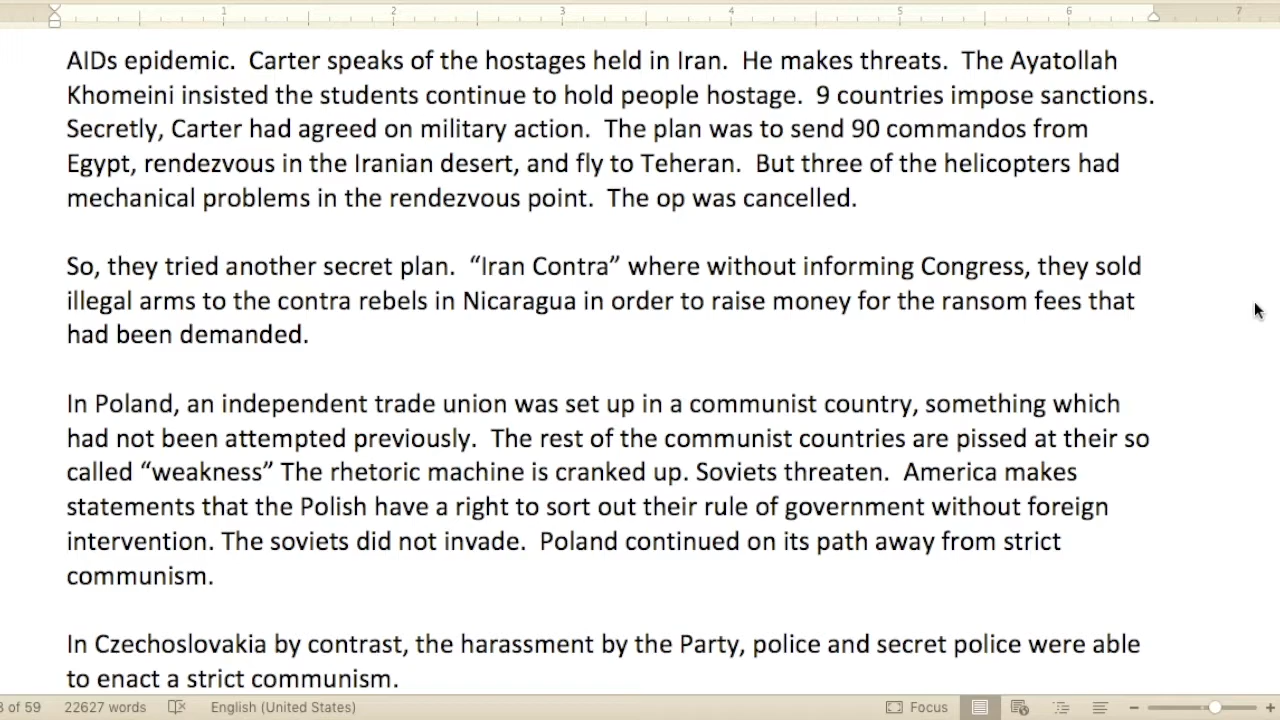 1 2 3 4 5 6 7
AIDs epidemic.  Carter speaks of the hostages held in Iran.  He makes threats.  The Ayatollah
Khomeini insisted the students continue to hold people hostage.  9 countries impose sanctions.
Secretly, Carter had agreed on military action.  The plan was to send 90 commandos from
Egypt, rendezvous in the Iranian desert, and fly to Teheran.  But three of the helicopters had
mechanical problems in the rendezvous point.  The op was cancelled.
So, they tried another secret plan.  “Iran Contra” where without informing Congress, they sold
illegal arms to the contra rebels in Nicaragua in order to raise money for the ransom fees that
had been demanded.
In Poland, an independent trade union was set up in a communist country, something which
had not been attempted previously.  The rest of the communist countries are pissed at their so
called “weakness” The rhetoric machine is cranked up. Soviets threaten.  America makes
statements that the Polish have a right to sort out their rule of government without foreign
intervention. The soviets did not invade.  Poland continued on its path away from strict
communism.
In Czechoslovakia by contrast, the harassment by the Party, police and secret police were able
to enact a strict communism.
of 59 22627 words English (United States) Focus